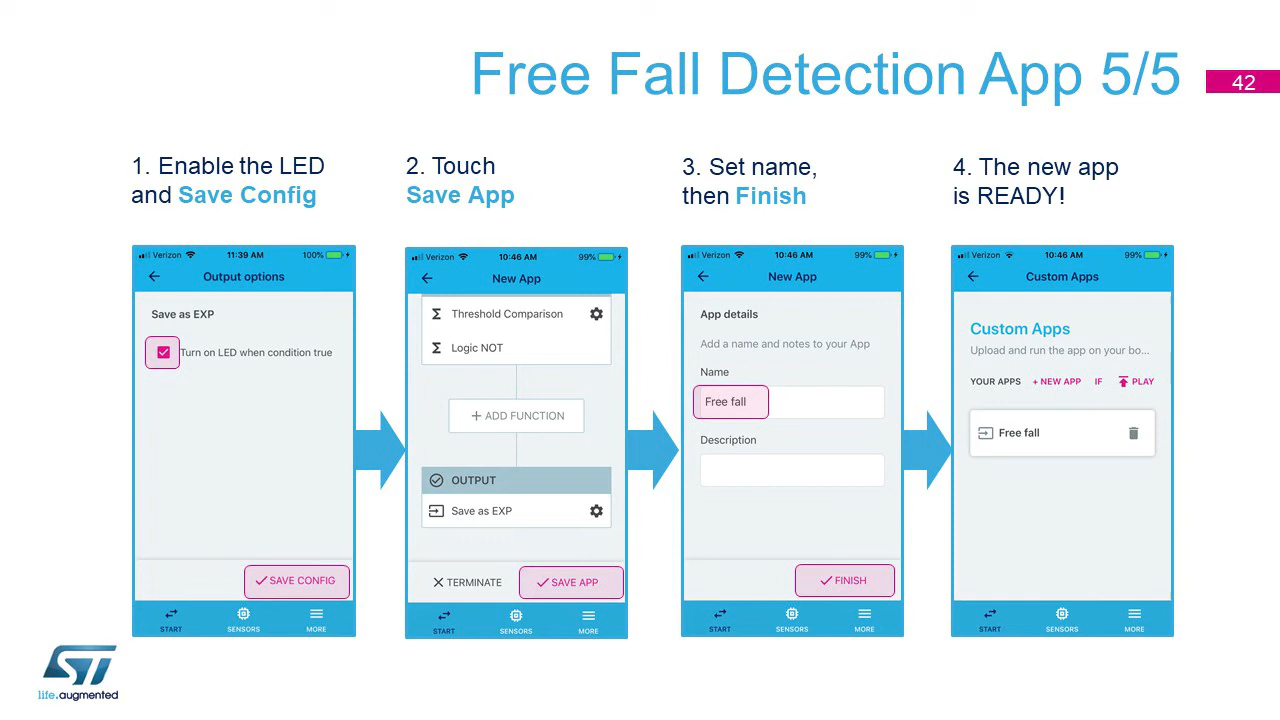 Free Fall Detection App 5/5
42
1. Enable the LED
and Save Config
2. Touch
Save App
3. Set name,
then Finish
4. The new app
is READY!
Verizon 11:39 AM 100%
Output options
Save as EXP
Turn on LED when condition true
SAVE CONFIG
START SENSORS MORE
Verizon 10:46 AM 99%
New App
Threshold Comparison
Logic NOT
+ ADD FUNCTION
OUTPUT
Save as EXP
TERMINATE SAVE APP
START SENSORS MORE
Verizon 10:46 AM 99%
New App
App details
Add a name and notes to your App
Name
Free fall
Description
FINISH
START SENSORS MORE
Verizon 10:46 AM 99%
Custom Apps
Custom Apps
Upload and run the app on your bo...
YOUR APPS + NEW APP IF PLAY
Free fall
START SENSORS MORE
ST
life.augmented